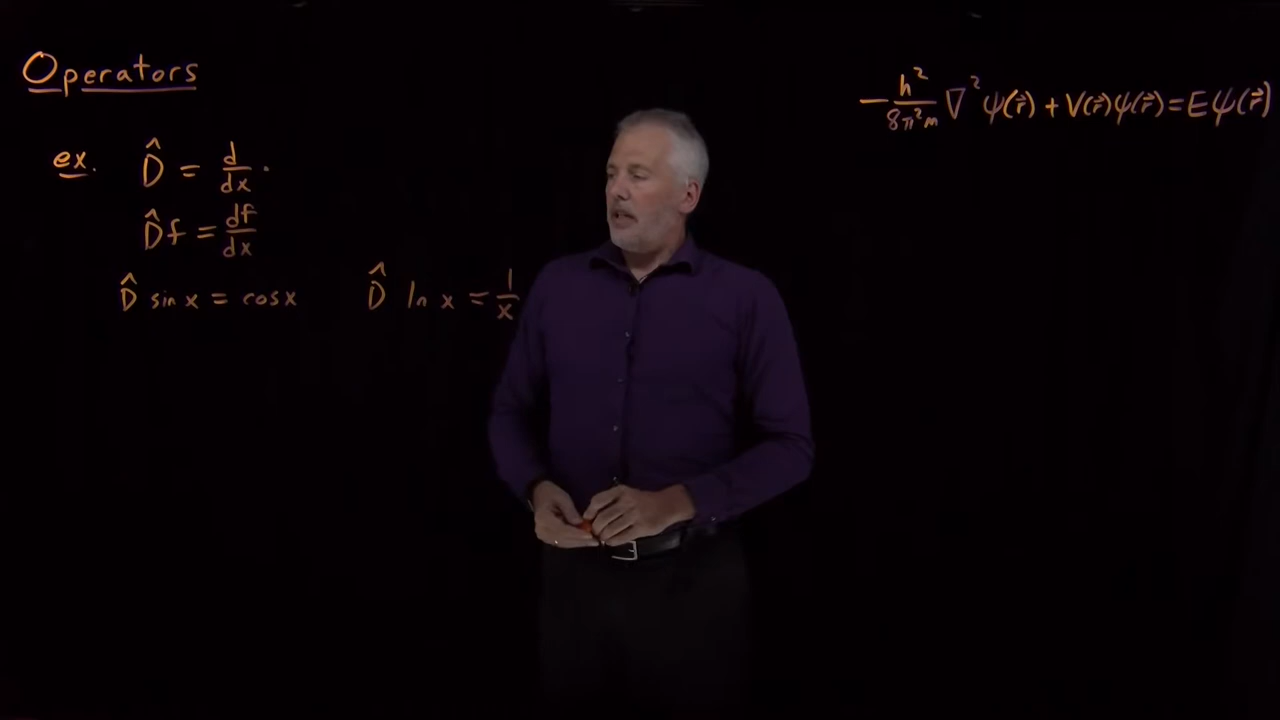 Operators
-h²/8π²m ∇²ψ(r⃗) + V(r⃗)ψ(r⃗) = Eψ(r⃗)
ex. D̂ = d/dx ·
D̂f = df/dx
D̂ sin x = cos x D̂ ln x = 1/x